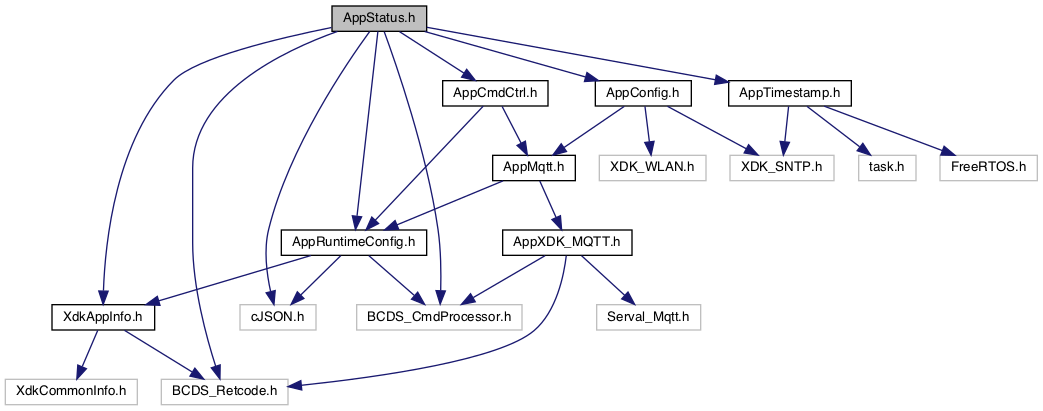 AppStatus.h
AppCmdCtrl.h
AppConfig.h
AppTimestamp.h
AppMqtt.h
XDK_WLAN.h
XDK_SNTP.h
task.h
FreeRTOS.h
AppRuntimeConfig.h
AppXDK_MQTT.h
XdkAppInfo.h
cJSON.h
BCDS_CmdProcessor.h
Serval_Mqtt.h
XdkCommonInfo.h
BCDS_Retcode.h